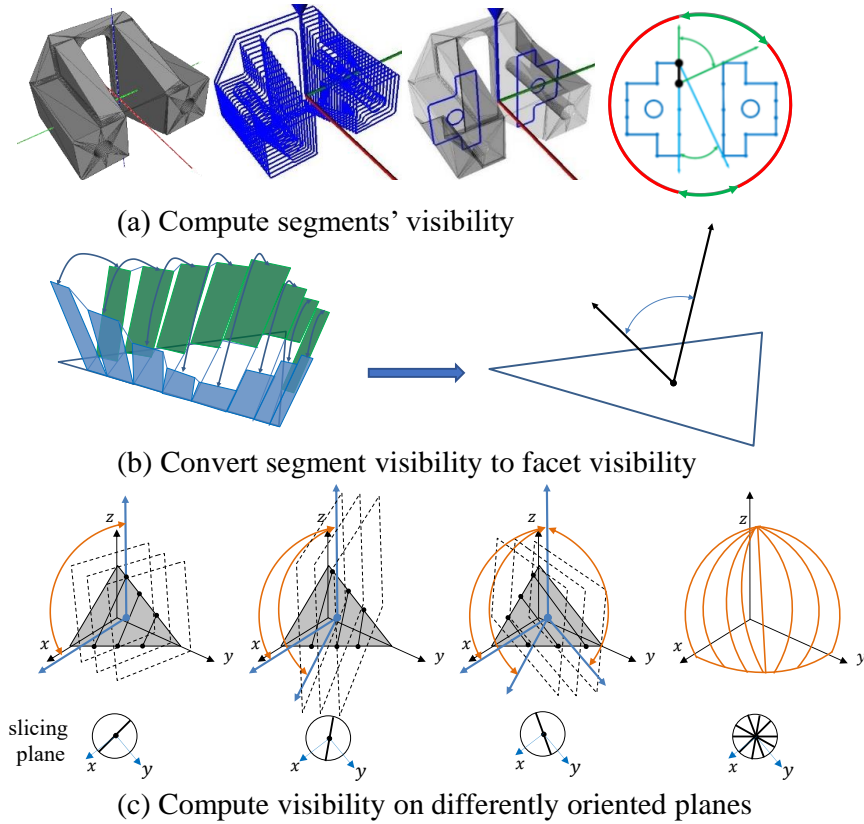 (a) Compute segments’ visibility
(b) Convert segment visibility to facet visibility
z
x
y
z
x
y
z
x
y
z
x
y
slicing
plane
x
y
x
y
x
y
x
y
(c) Compute visibility on differently oriented planes